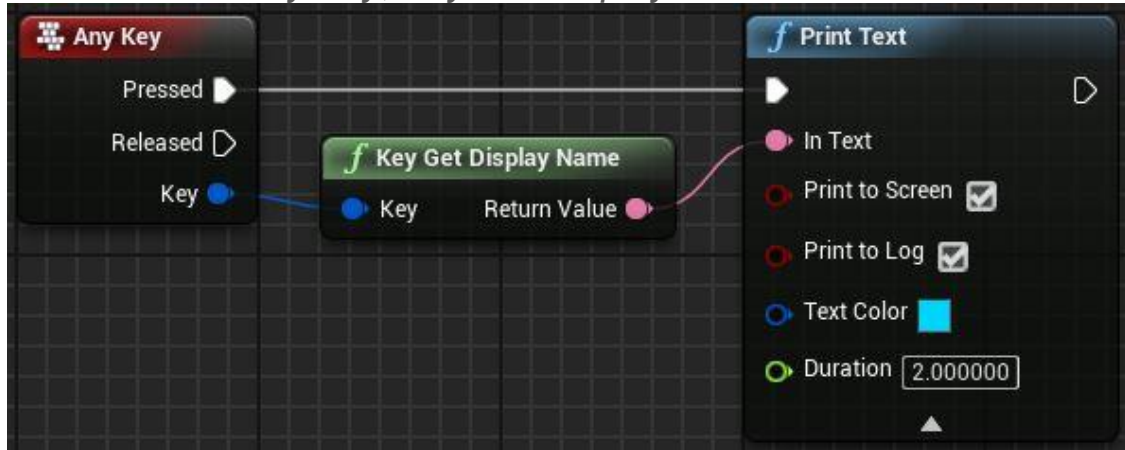 Any Key
Pressed
Released
Key
f Key Get Display Name
Key Return Value
f Print Text
In Text
Print to Screen
Print to Log
Text Color
Duration 2.000000